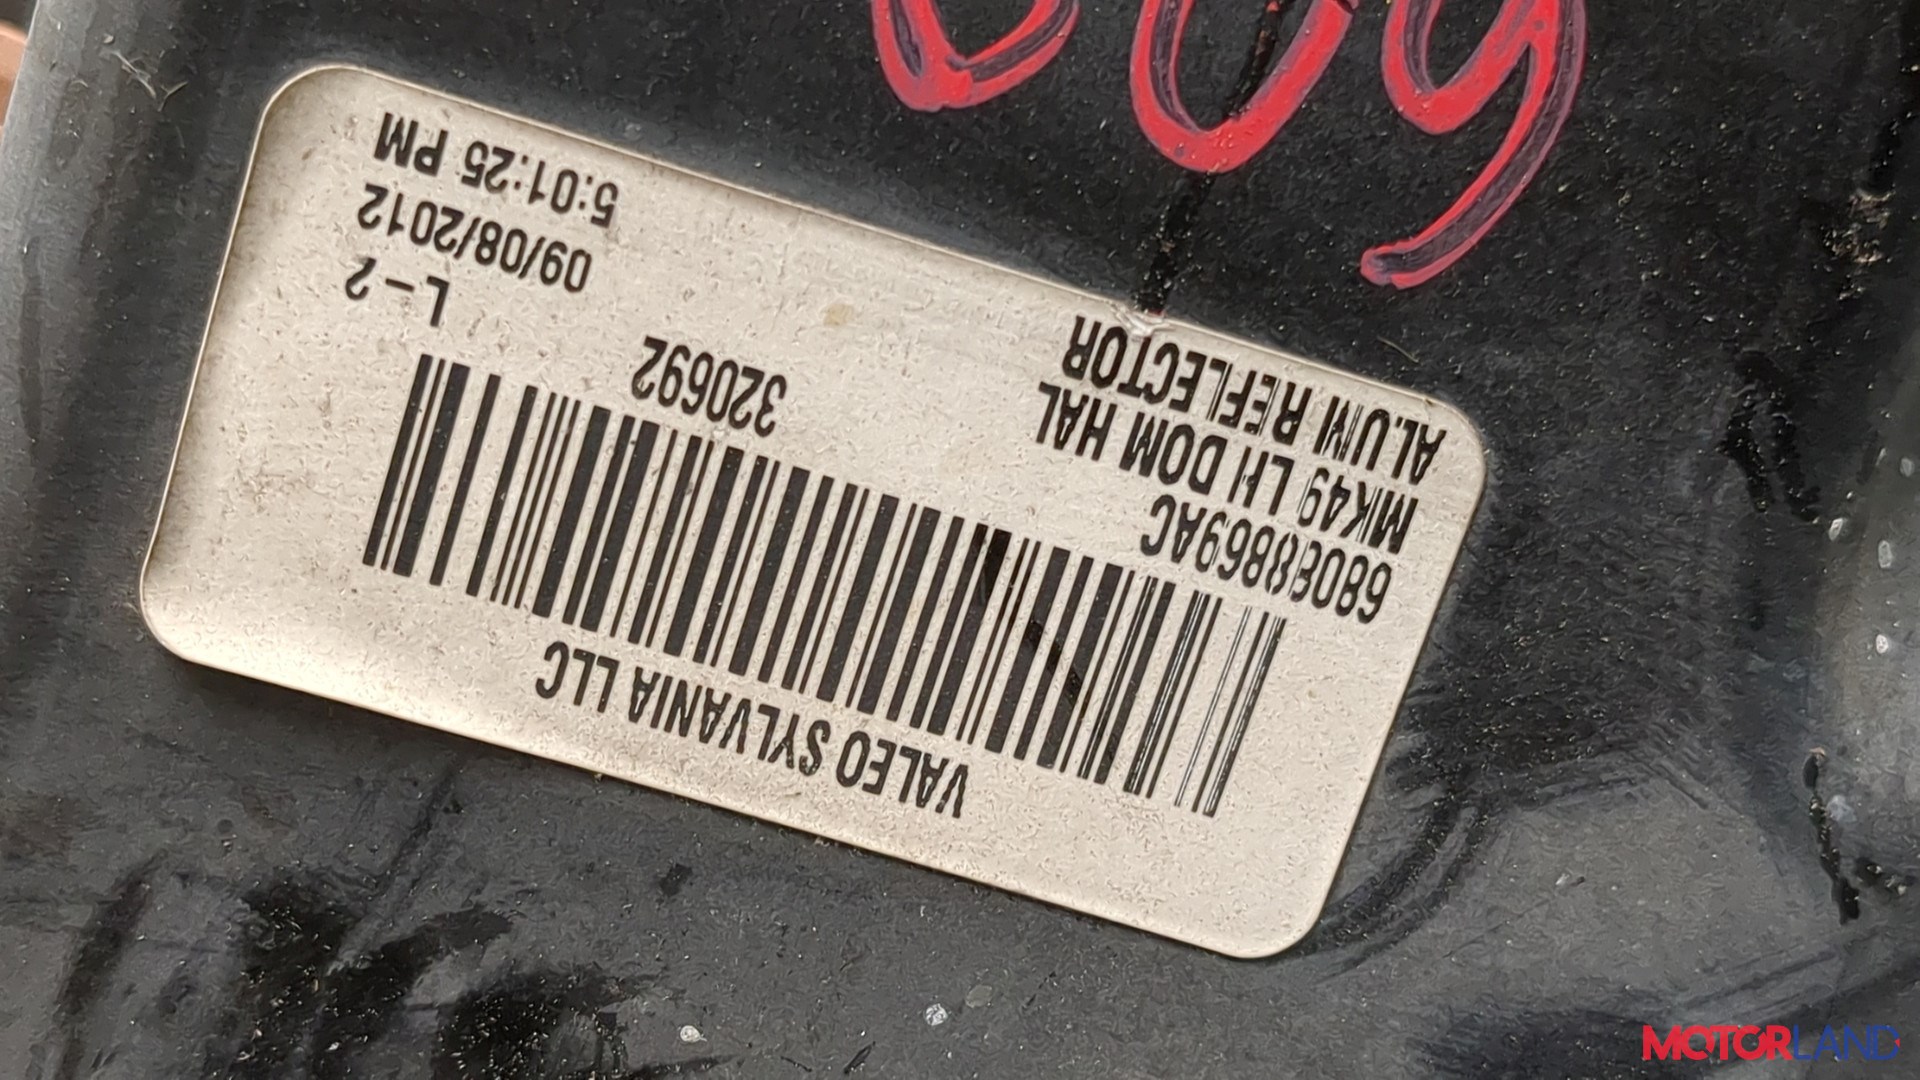 VALEO SYLVANIA LLC
68088869AC
320692
L-2
MK49 LH DOM HAL
09/08/2012
ALUM REFLECTOR
5:01:25 PM
MOTORLAND